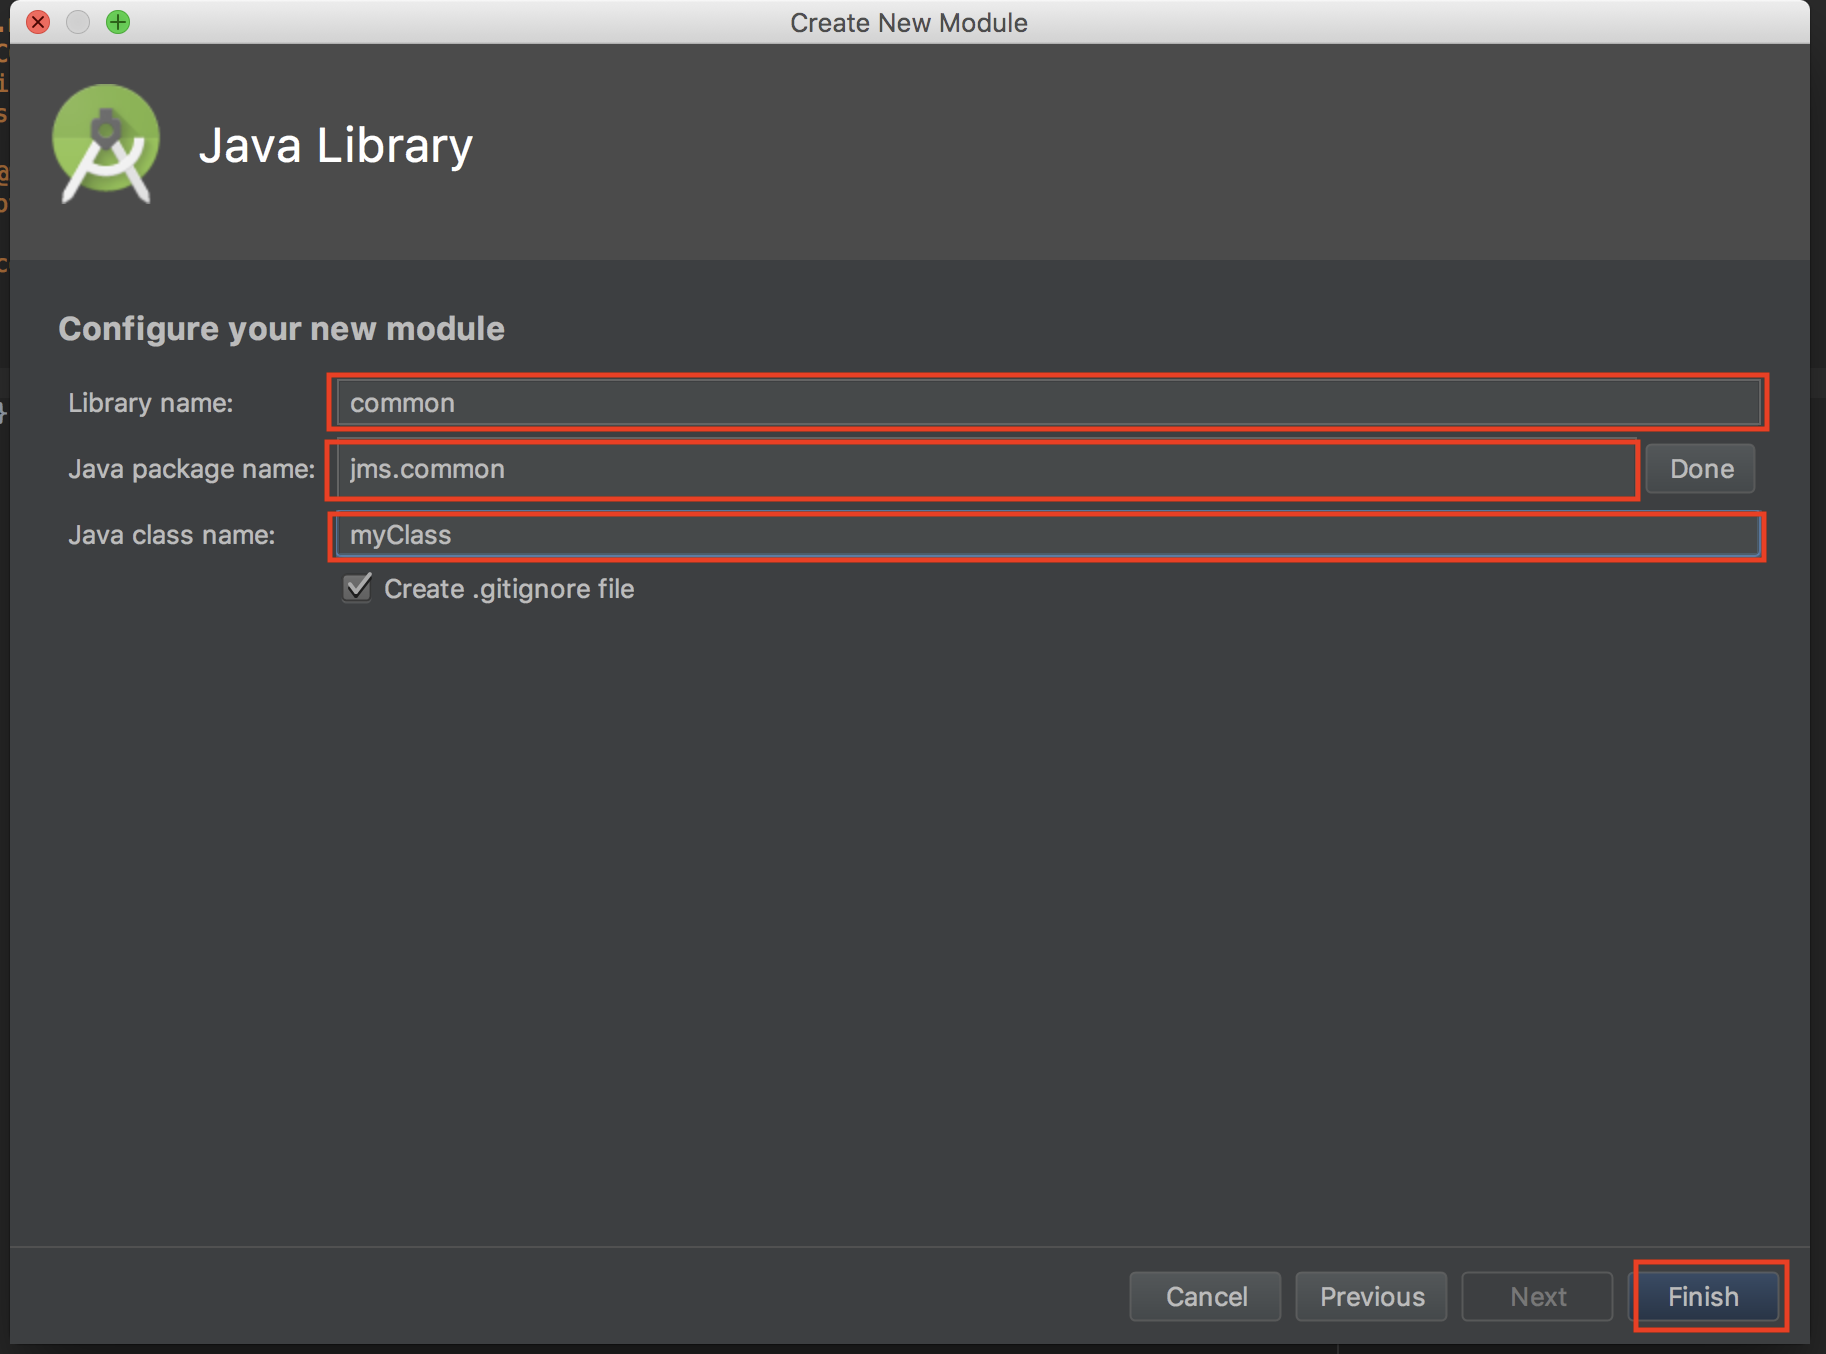 Create New Module
Java Library
Configure your new module
Library name: common
Java package name: jms.common Done
Java class name: myClass
Create .gitignore file
Cancel Previous Next Finish